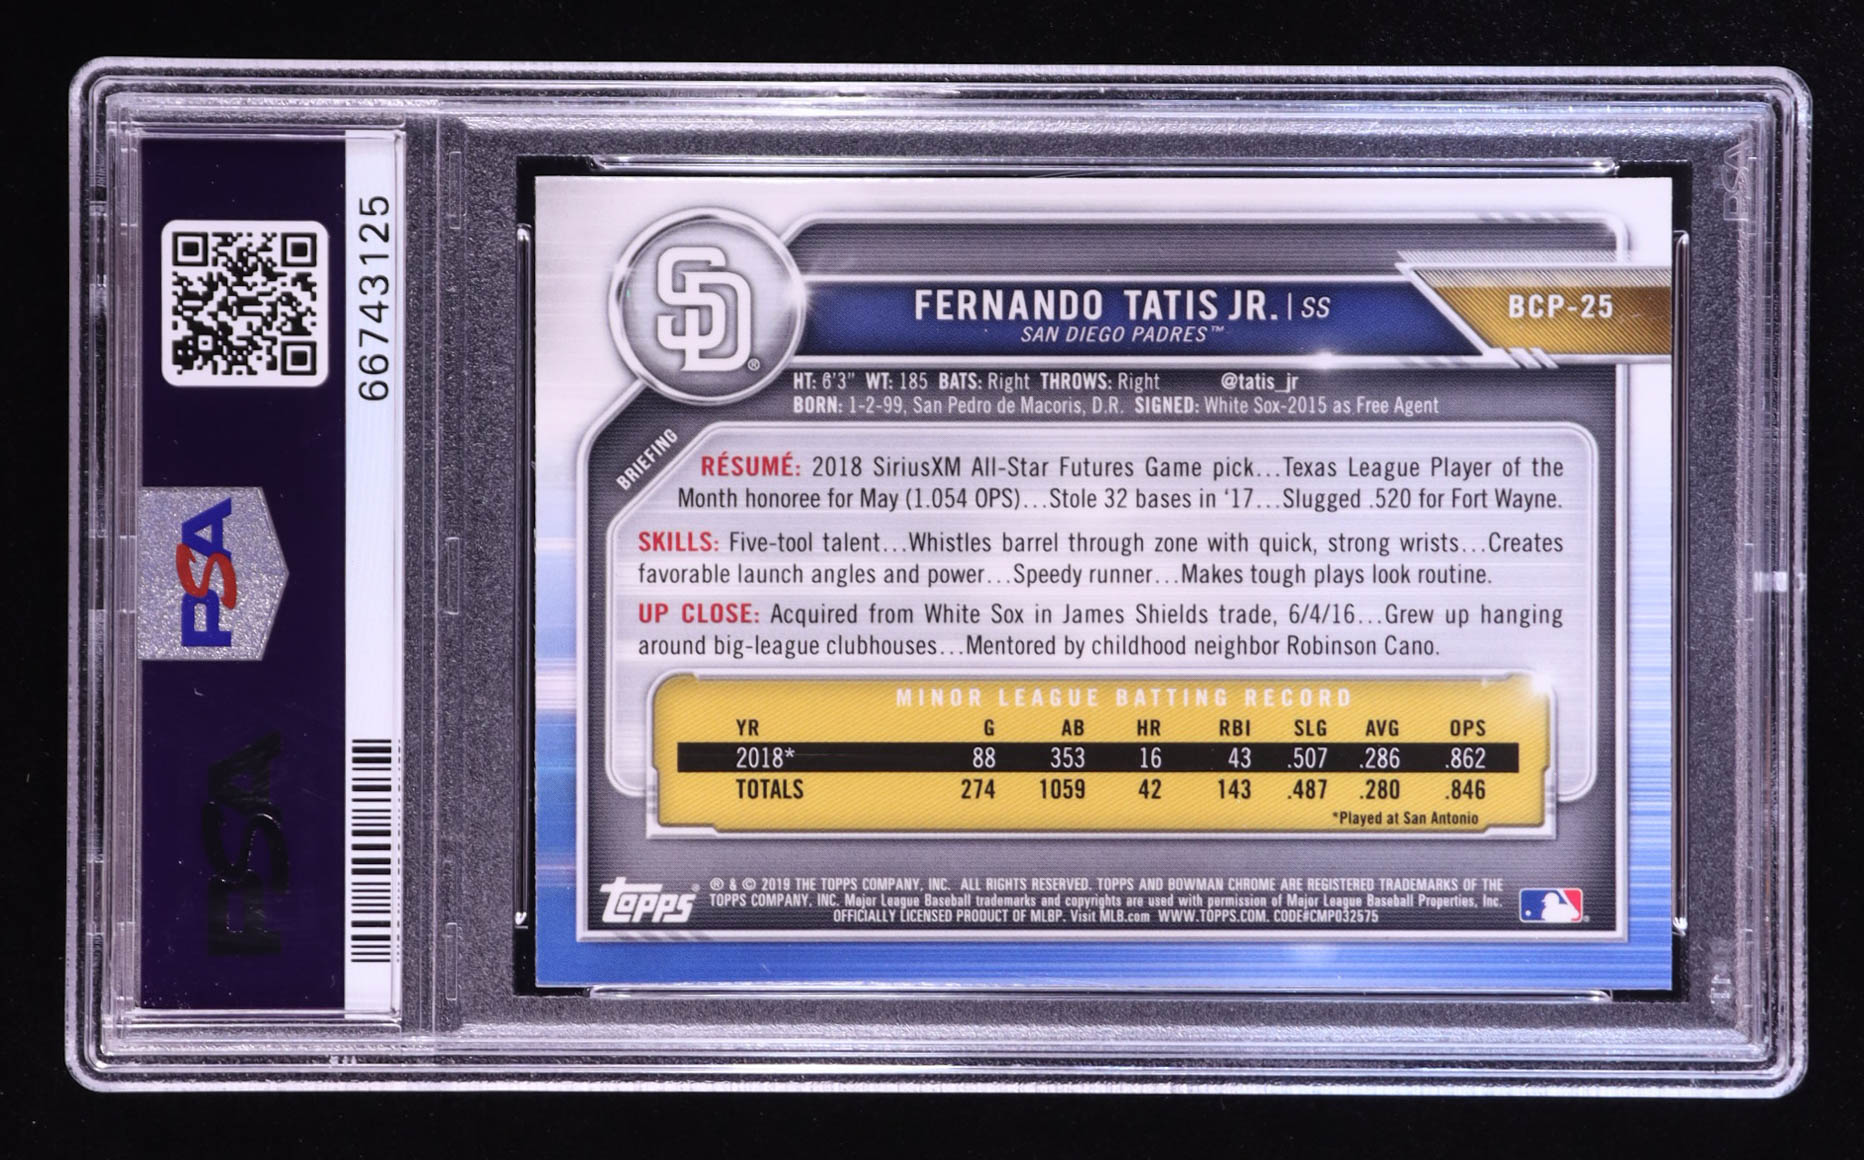 66743125
PSA
PSA
PSA
SD
®
FERNANDO TATIS JR. | SS
SAN DIEGO PADRES™
BCP-25
HT: 6'3" WT: 185 BATS: Right THROWS: Right @tatis_jr
BORN: 1-2-99, San Pedro de Macoris, D.R. SIGNED: White Sox-2015 as Free Agent
BRIEFING
RÉSUMÉ: 2018 SiriusXM All-Star Futures Game pick...Texas League Player of the
Month honoree for May (1.054 OPS)...Stole 32 bases in '17...Slugged .520 for Fort Wayne.
SKILLS: Five-tool talent...Whistles barrel through zone with quick, strong wrists...Creates
favorable launch angles and power...Speedy runner...Makes tough plays look routine.
UP CLOSE: Acquired from White Sox in James Shields trade, 6/4/16...Grew up hanging
around big-league clubhouses...Mentored by childhood neighbor Robinson Cano.
MINOR LEAGUE BATTING RECORD
YR G AB HR RBI SLG AVG OPS
2018* 88 353 16 43 .507 .286 .862
TOTALS 274 1059 42 143 .487 .280 .846
*Played at San Antonio
Topps® ® & © 2019 THE TOPPS COMPANY, INC. ALL RIGHTS RESERVED. TOPPS AND BOWMAN CHROME ARE REGISTERED TRADEMARKS OF THE
TOPPS COMPANY, INC. Major League Baseball trademarks and copyrights are used with permission of Major League Baseball Properties, Inc.
OFFICIALLY LICENSED PRODUCT OF MLBP. Visit MLB.com WWW.TOPPS.COM. CODE#CMP032575